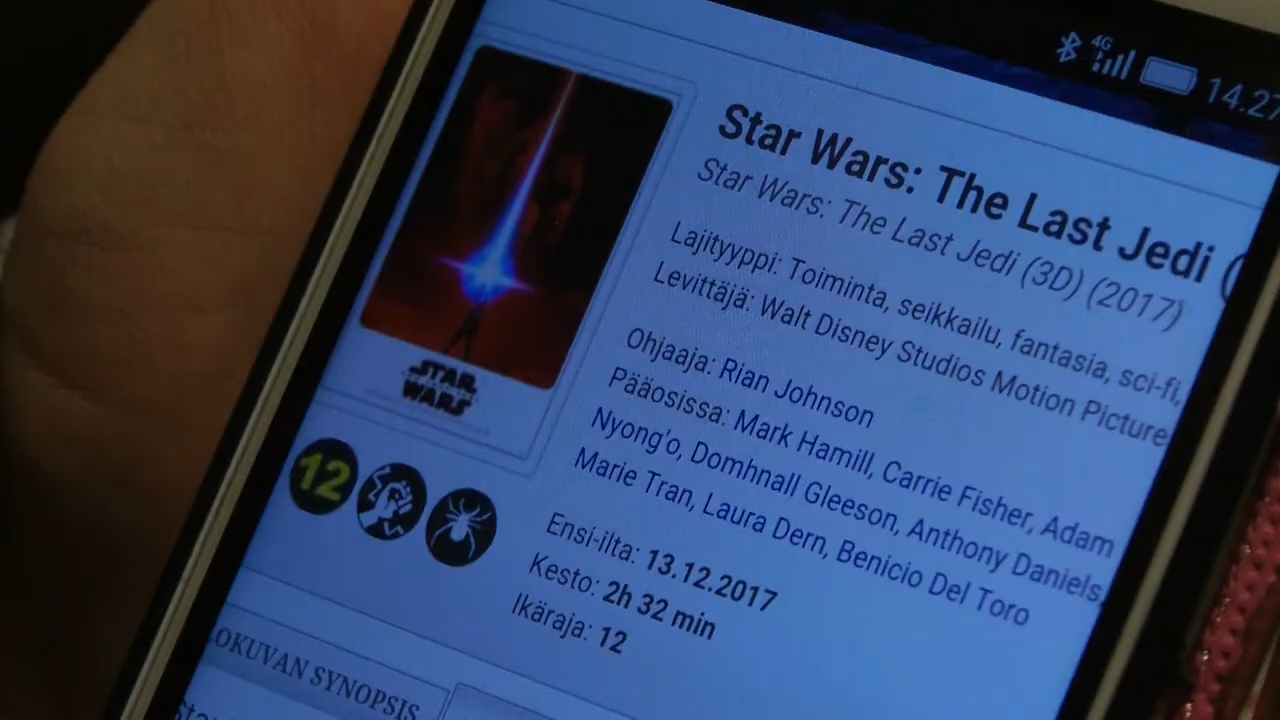 4G
14.27
Star Wars: The Last Jedi (
Star Wars: The Last Jedi (3D) (2017)
Lajityyppi: Toiminta, seikkailu, fantasia, sci-fi,
Levittäjä: Walt Disney Studios Motion Picture
Ohjaaja: Rian Johnson
Pääosissa: Mark Hamill, Carrie Fisher, Adam
Nyong'o, Domhnall Gleeson, Anthony Daniels,
Marie Tran, Laura Dern, Benicio Del Toro
STAR
WARS
12
Ensi-ilta: 13.12.2017
Kesto: 2h 32 min
Ikäraja: 12
LOKUVAN SYNOPSIS